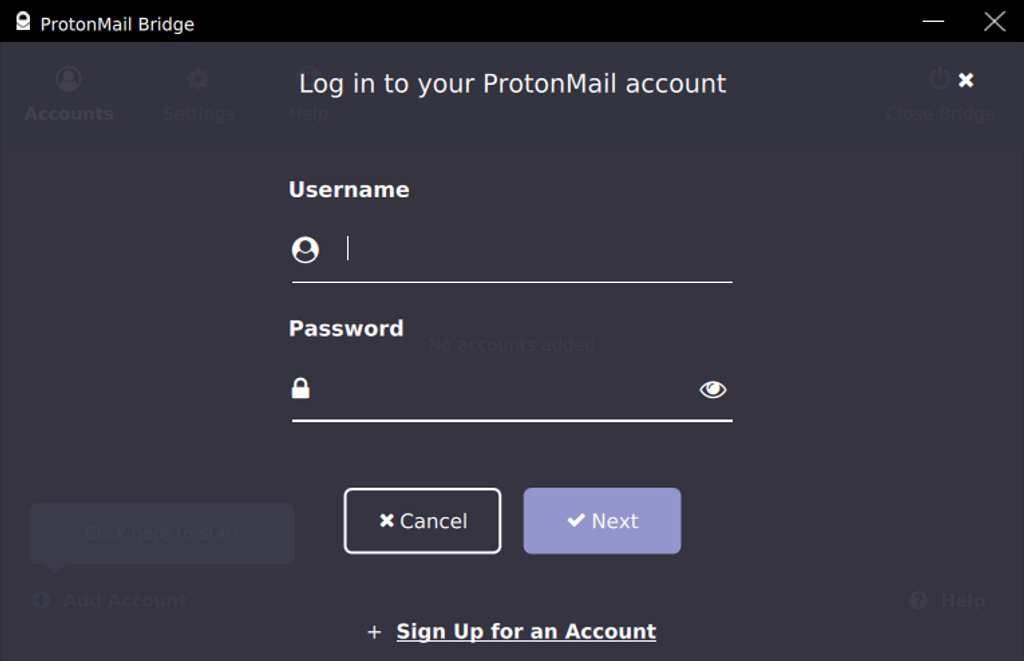 ProtonMail Bridge
Log in to your ProtonMail account
Accounts
Settings
Help
Close Bridge
Username
Password
No accounts added
Cancel
Next
Click here to start
Add Account
Help
+ Sign Up for an Account